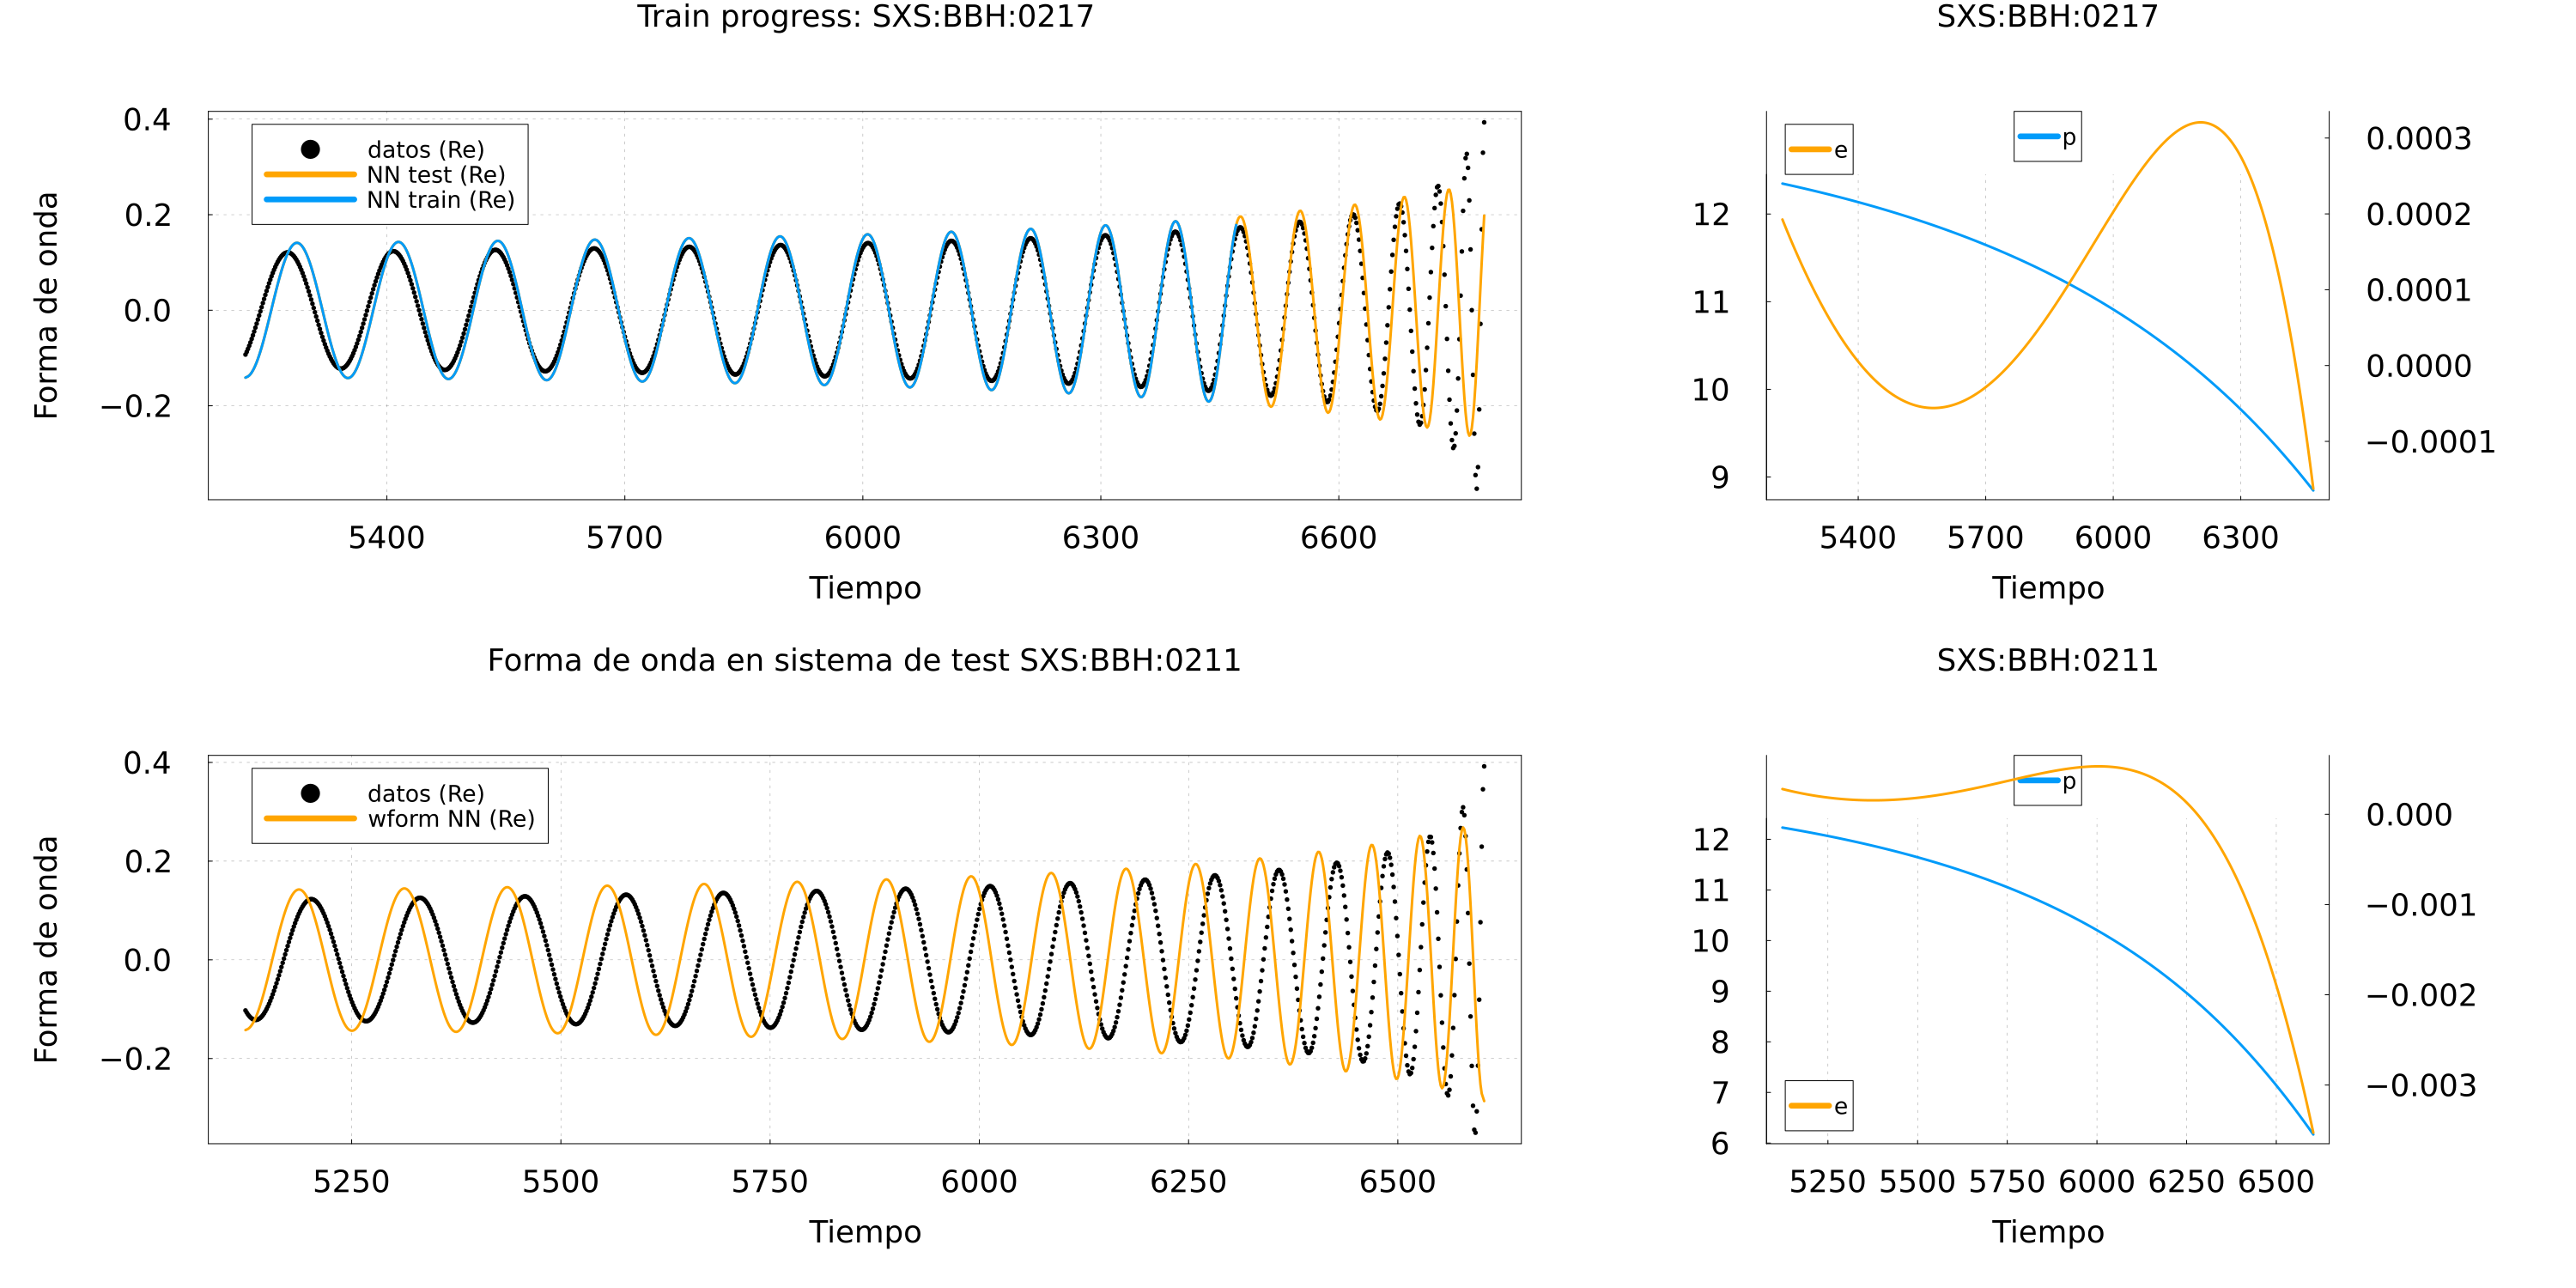 Train progress: SXS:BBH:0217
Forma de onda
0.4
0.2
0.0
−0.2
datos (Re)
NN test (Re)
NN train (Re)
5400 5700 6000 6300 6600
Tiempo
SXS:BBH:0217
e
p
12
11
10
9
0.0003
0.0002
0.0001
0.0000
−0.0001
5400 5700 6000 6300
Tiempo
Forma de onda en sistema de test SXS:BBH:0211
Forma de onda
0.4
0.2
0.0
−0.2
datos (Re)
wform NN (Re)
5250 5500 5750 6000 6250 6500
Tiempo
SXS:BBH:0211
p
e
12
11
10
9
8
7
6
0.000
−0.001
−0.002
−0.003
5250 5500 5750 6000 6250 6500
Tiempo